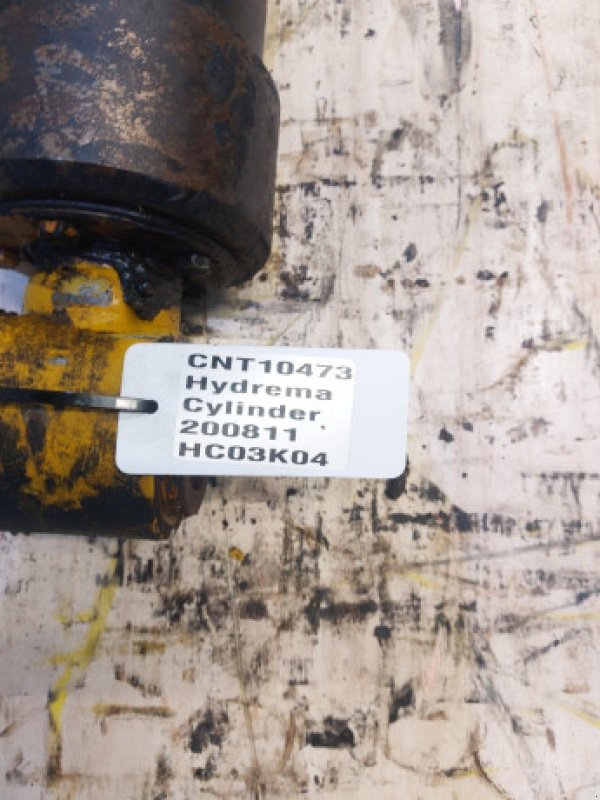 CNT10473
Hydrema
Cylinder
200811
HC03K04